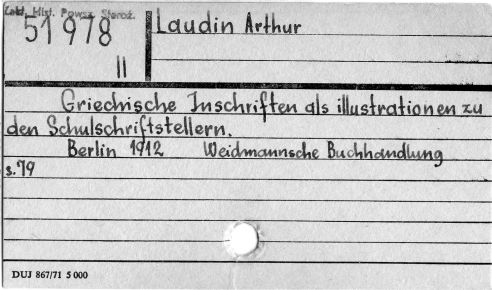 Zakł. Hist. Powsz. Staroż.
51978
II
Laudin Arthur
Griechische Inschriften als illustrationen zu
den Schulschriftstellern.
Berlin 1912 Weidmannsche Buchhandlung
s.79
DUJ 867/71 5 000